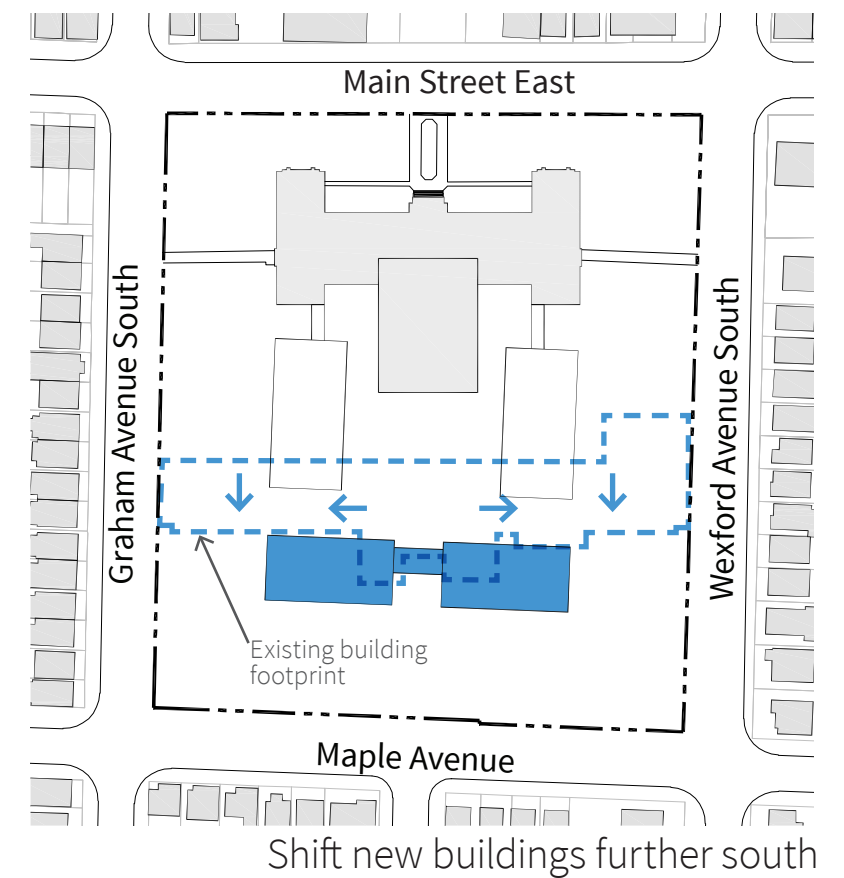 Main Street East
Graham Avenue South
Wexford Avenue South
Existing building
footprint
Maple Avenue
Shift new buildings further south